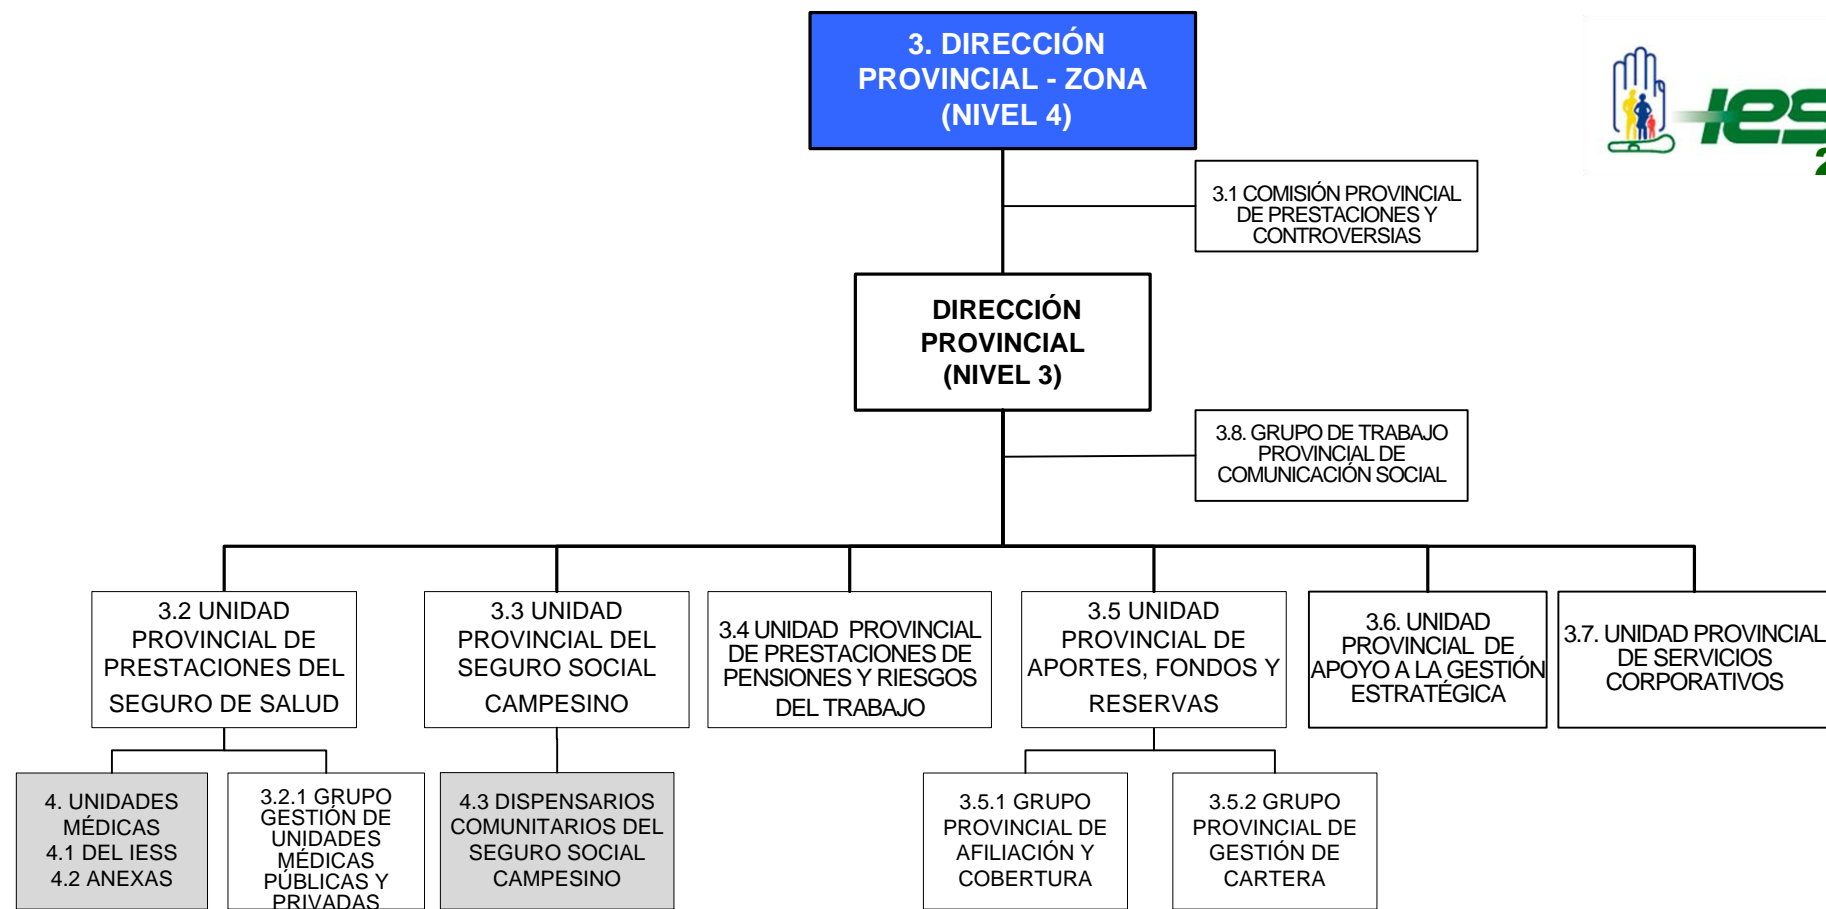 3. DIRECCIÓN
PROVINCIAL - ZONA
(NIVEL 4)
3.1 COMISIÓN PROVINCIAL
DE PRESTACIONES Y
CONTROVERSIAS
DIRECCIÓN
PROVINCIAL
(NIVEL 3)
3.8. GRUPO DE TRABAJO
PROVINCIAL DE
COMUNICACIÓN SOCIAL
3.2 UNIDAD
PROVINCIAL DE
PRESTACIONES DEL
SEGURO DE SALUD
3.3 UNIDAD
PROVINCIAL DEL
SEGURO SOCIAL
CAMPESINO
3.4 UNIDAD PROVINCIAL
DE PRESTACIONES DE
PENSIONES Y RIESGOS
DEL TRABAJO
3.5 UNIDAD
PROVINCIAL DE
APORTES, FONDOS Y
RESERVAS
3.6. UNIDAD
PROVINCIAL DE
APOYO A LA GESTIÓN
ESTRATÉGICA
3.7. UNIDAD PROVINCIAL
DE SERVICIOS
CORPORATIVOS
4. UNIDADES
MÉDICAS
4.1 DEL IESS
4.2 ANEXAS
3.2.1 GRUPO
GESTIÓN DE
UNIDADES
MÉDICAS
PÚBLICAS Y
PRIVADAS
4.3 DISPENSARIOS
COMUNITARIOS DEL
SEGURO SOCIAL
CAMPESINO
3.5.1 GRUPO
PROVINCIAL DE
AFILIACIÓN Y
COBERTURA
3.5.2 GRUPO
PROVINCIAL DE
GESTIÓN DE
CARTERA